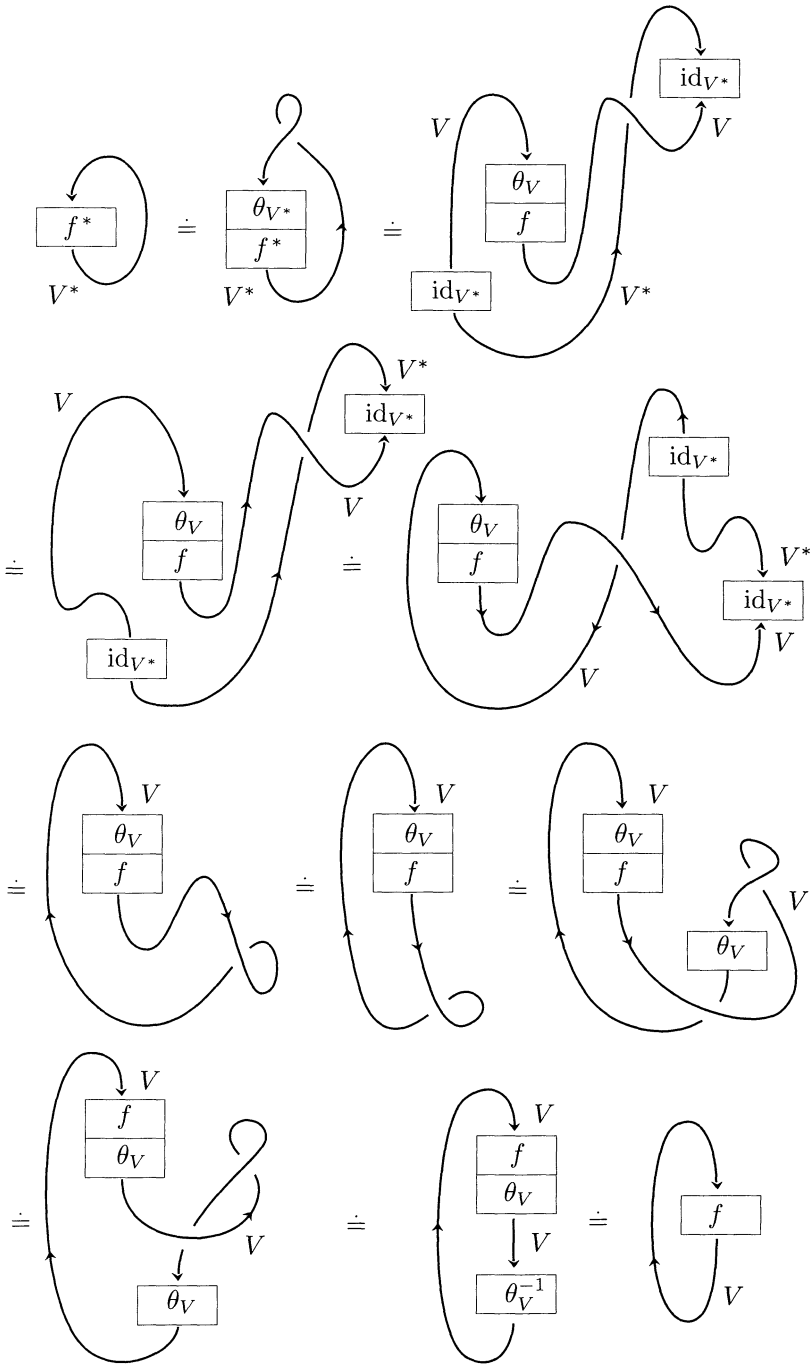 id_{V*}
V V
θ_V
θ_{V*}
f* ≐ f* ≐ f
V* V* id_{V*} V*
V V*
id_{V*}
id_{V*}
V
θ_V θ_V
≐ f ≐ f V*
id_{V*}
id_{V*} V
V
V V V
θ_V θ_V θ_V
≐ f ≐ f ≐ f V
θ_V
V V
f f
θ_V θ_V
≐ V ≐ V ≐ f
θ_V θ_V^{-1} V